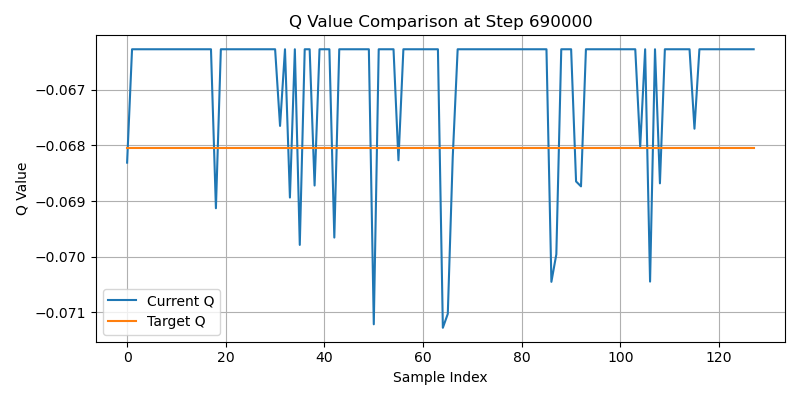 Q Value Comparison at Step 690000
Q Value
−0.067
−0.068
−0.069
−0.070
−0.071
Current Q
Target Q
0 20 40 60 80 100 120
Sample Index